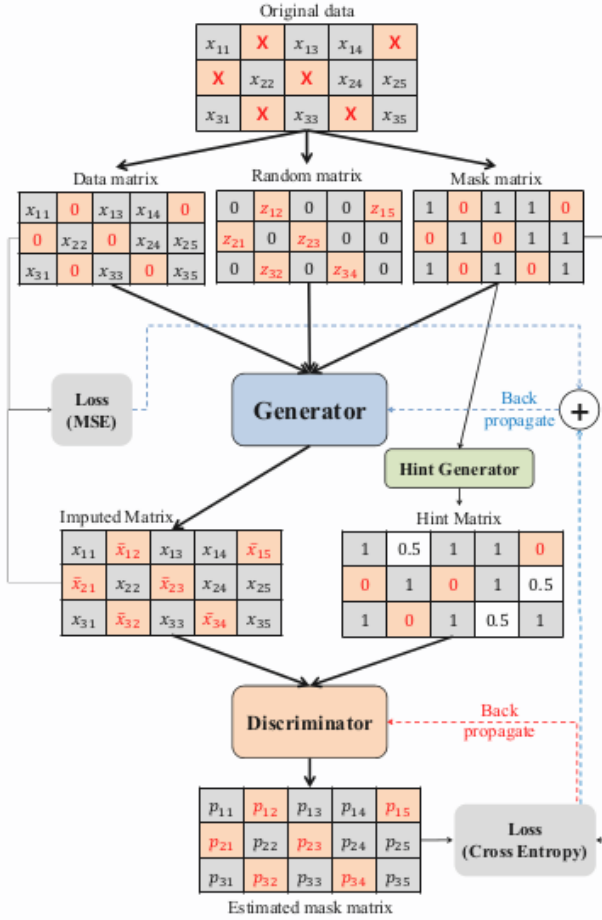 Original data
x11 X x13 x14 X
X x22 X x24 x25
x31 X x33 X x35
Data matrix Random matrix Mask matrix
x11 0 x13 x14 0 0 z12 0 0 z15 1 0 1 1 0
0 x22 0 x24 x25 z21 0 z23 0 0 0 1 0 1 1
x31 0 x33 0 x35 0 z32 0 z34 0 1 0 1 0 1
Loss
(MSE)
Generator
Back
propagate
+
Hint Generator
Imputed Matrix Hint Matrix
x11 x̄12 x13 x14 x̄15 1 0.5 1 1 0
x̄21 x22 x̄23 x24 x25 0 1 0 1 0.5
x31 x̄32 x33 x̄34 x35 1 0 1 0.5 1
Discriminator
Back
propagate
p11 p12 p13 p14 p15
p21 p22 p23 p24 p25
p31 p32 p33 p34 p35
Loss
(Cross Entropy)
Estimated mask matrix